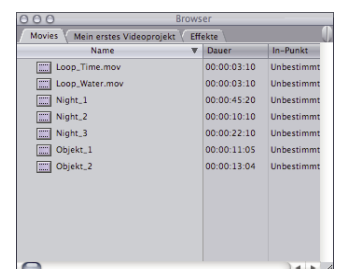 Browser
Movies Mein erstes Videoprojekt Effekte
Name Dauer In-Punkt
Loop_Time.mov 00:00:03:10 Unbestimmt
Loop_Water.mov 00:00:03:10 Unbestimmt
Night_1 00:00:45:20 Unbestimmt
Night_2 00:00:10:10 Unbestimmt
Night_3 00:00:22:10 Unbestimmt
Objekt_1 00:00:11:05 Unbestimmt
Objekt_2 00:00:13:04 Unbestimmt